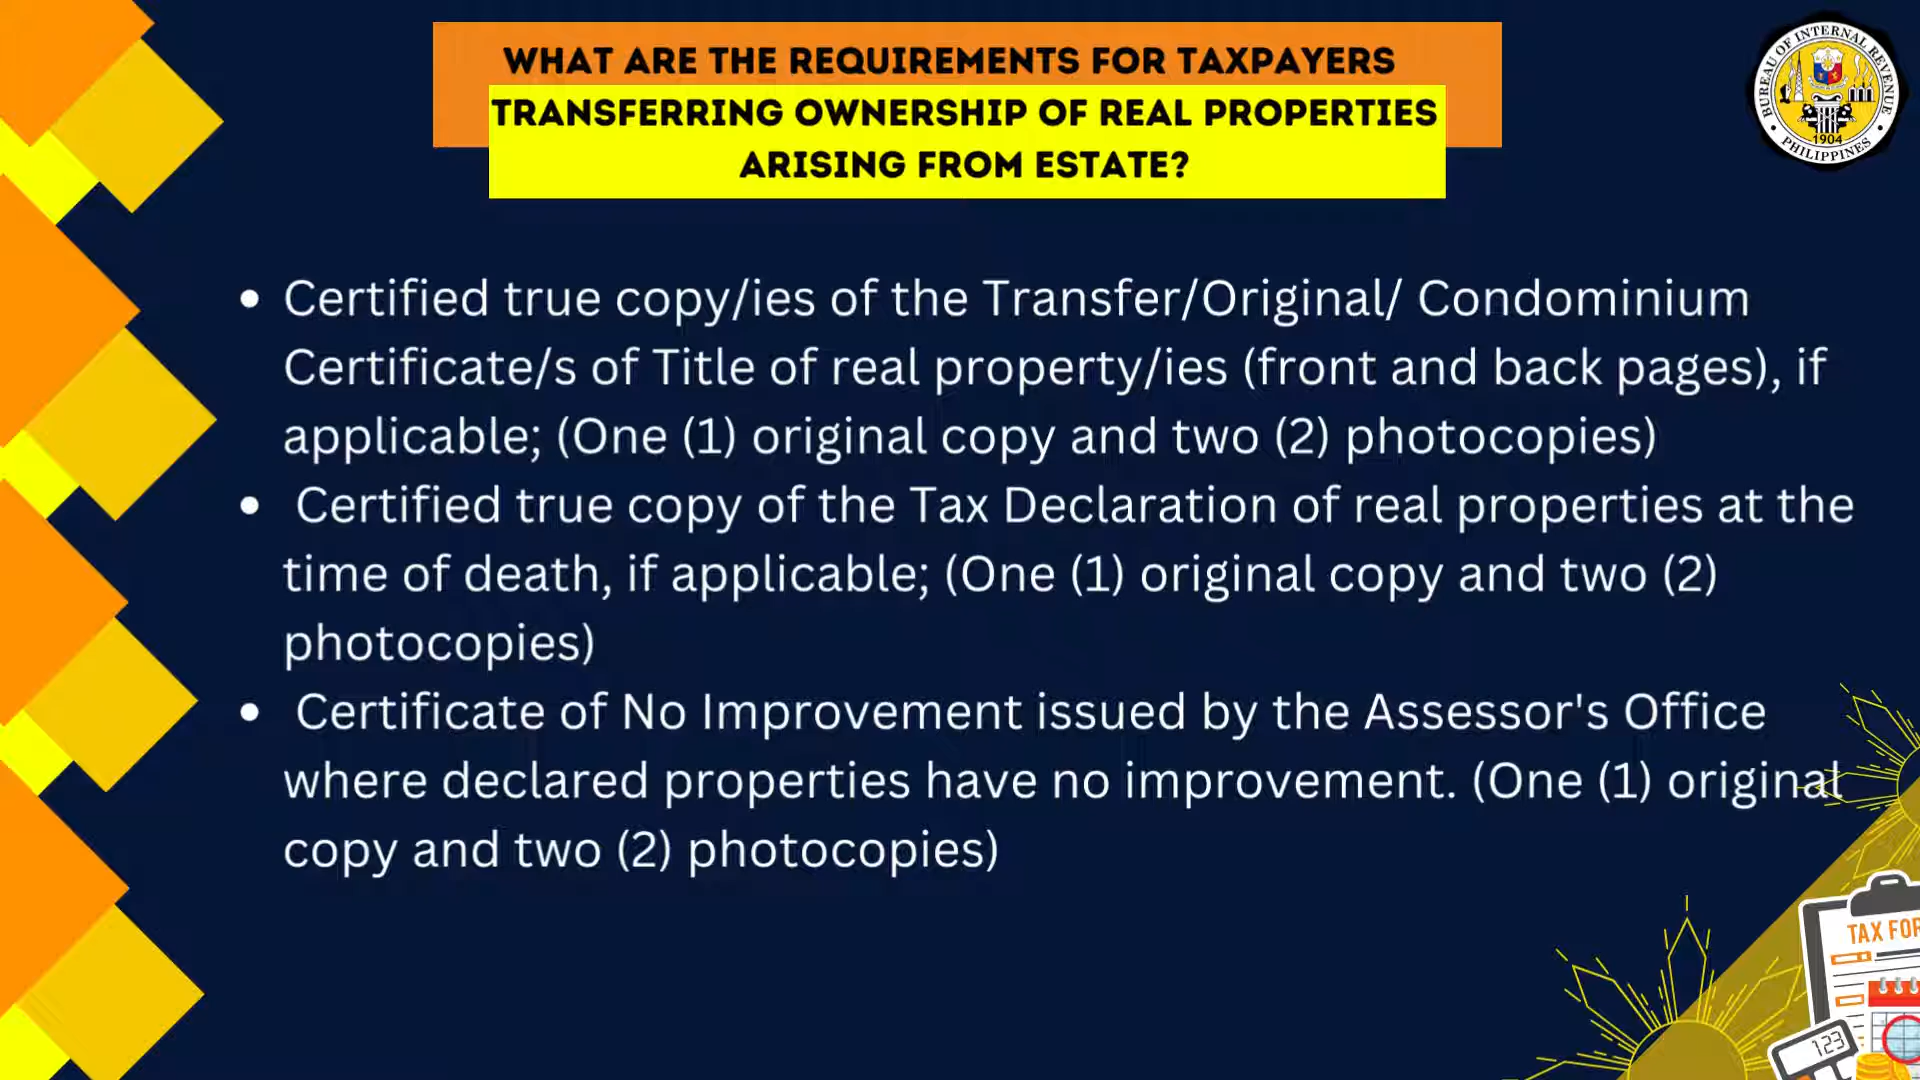 WHAT ARE THE REQUIREMENTS FOR TAXPAYERS
TRANSFERRING OWNERSHIP OF REAL PROPERTIES
ARISING FROM ESTATE?
BUREAU OF INTERNAL REVENUE
1904
PHILIPPINES
• Certified true copy/ies of the Transfer/Original/ Condominium
Certificate/s of Title of real property/ies (front and back pages), if
applicable; (One (1) original copy and two (2) photocopies)
• Certified true copy of the Tax Declaration of real properties at the
time of death, if applicable; (One (1) original copy and two (2)
photocopies)
• Certificate of No Improvement issued by the Assessor's Office
where declared properties have no improvement. (One (1) original
copy and two (2) photocopies)
TAX FOR
123